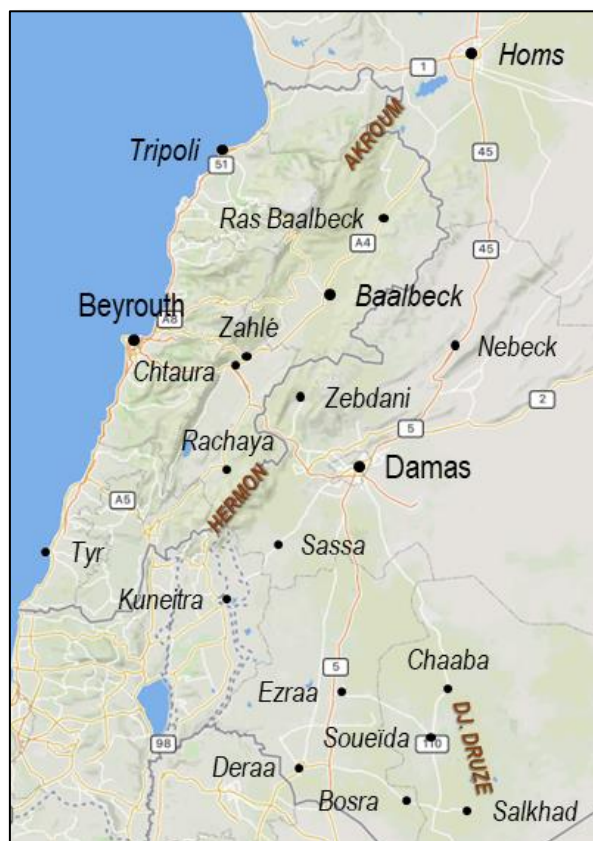 Homs
1
AKROUM
Tripoli
51
45
Ras Baalbeck
A4
45
Baalbeck
Beyrouth
A8
Zahlé
Nebeck
Chtaura
Zebdani
2
5
Rachaya
Damas
HERMON
A5
Sassa
Tyr
Kuneitra
Chaaba
5
Ezraa
DJ. DRUZE
Soueïda
110
98
Deraa
Bosra
Salkhad